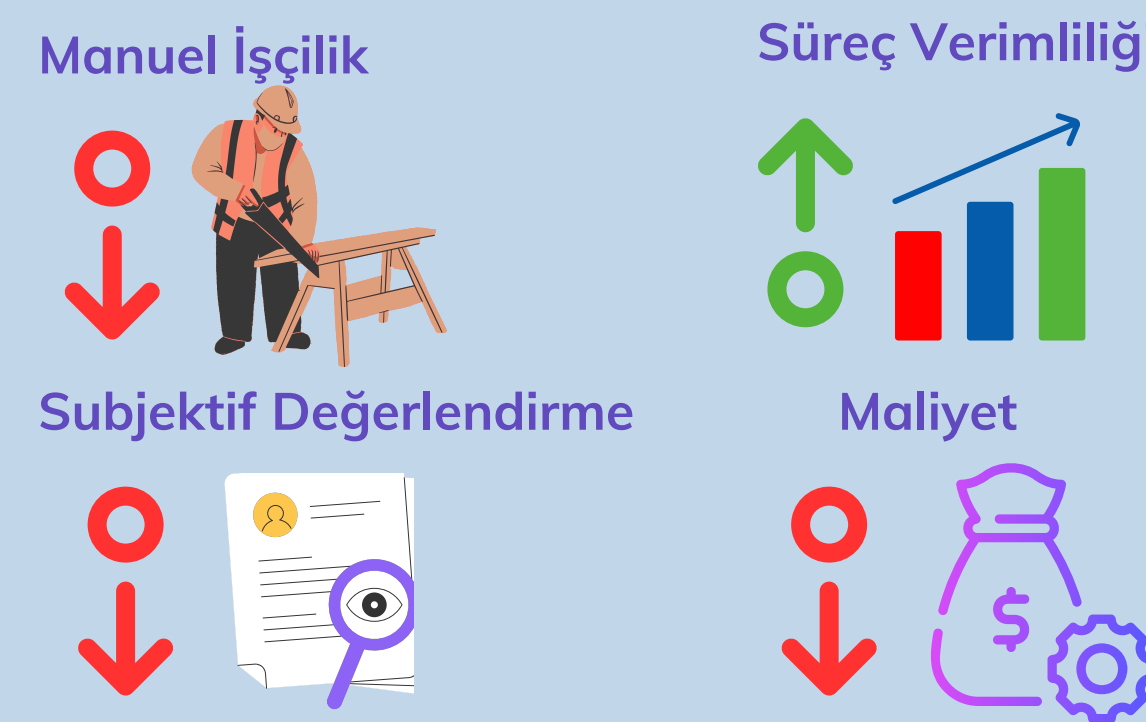 Manuel İşçilik
Süreç Verimliliğ
Subjektif Değerlendirme
Maliyet
$